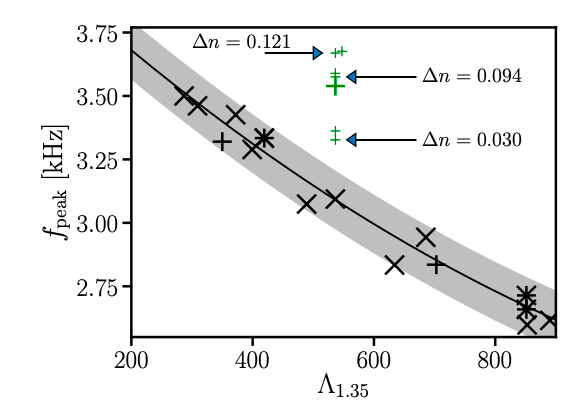 3.75
3.50
3.25
3.00
2.75
f_peak [kHz]
Δn = 0.121
Δn = 0.094
Δn = 0.030
200 400 600 800
Λ_1.35